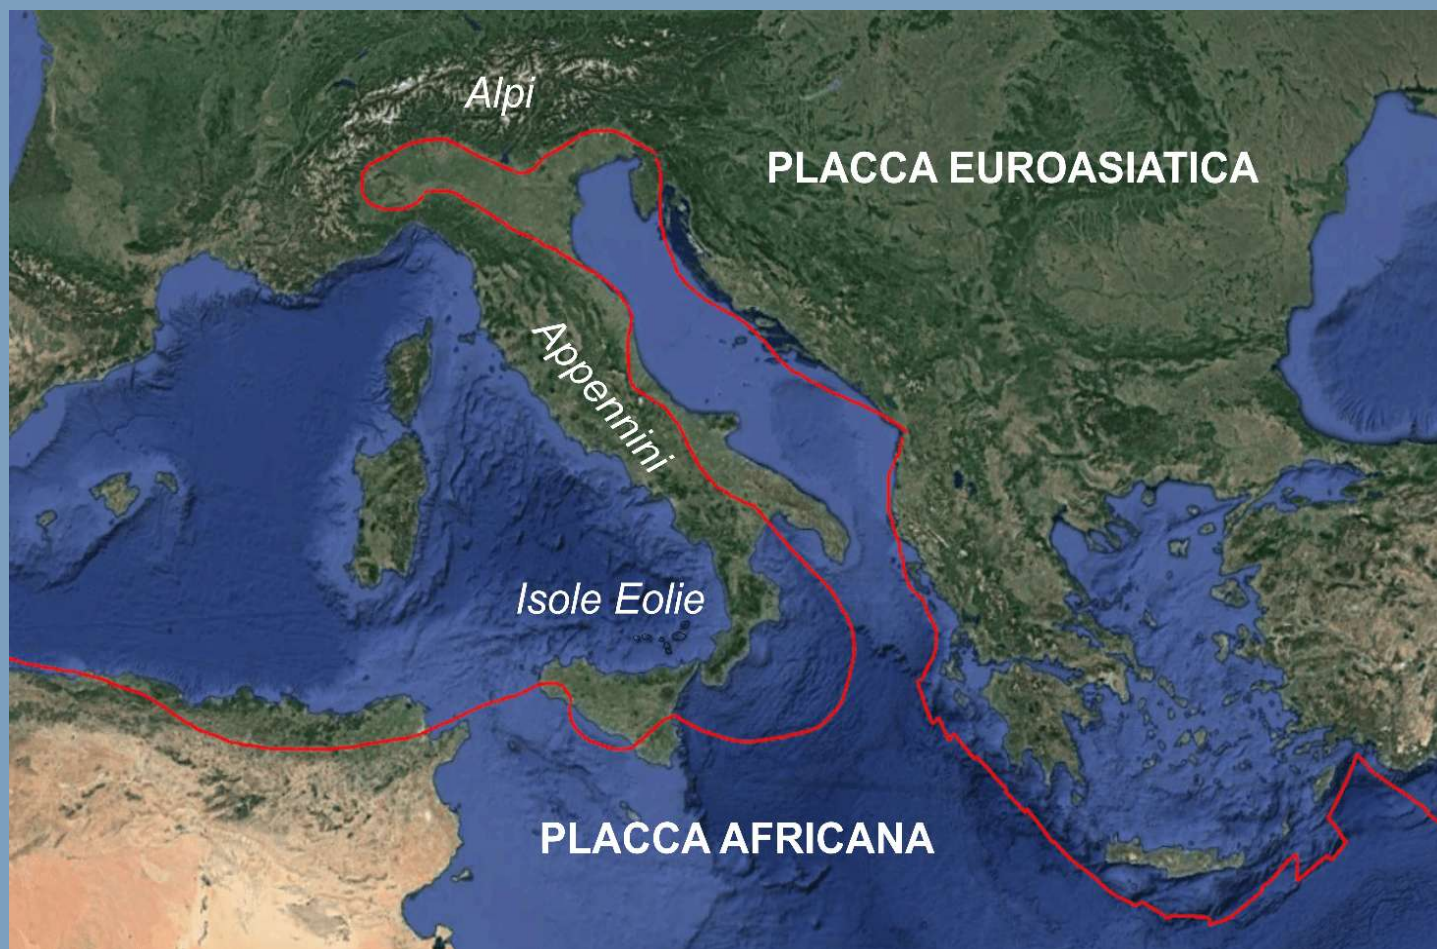 Alpi
PLACCA EUROASIATICA
Appennini
Isole Eolie
PLACCA AFRICANA